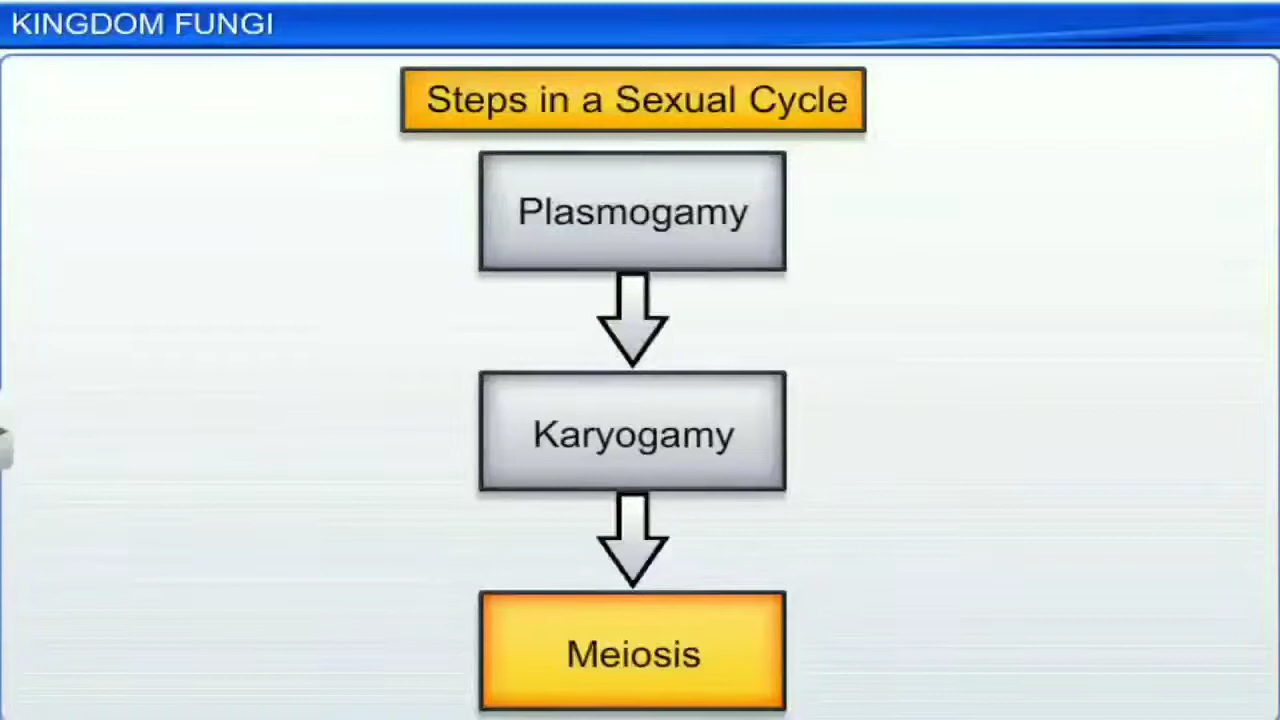 KINGDOM FUNGI
Steps in a Sexual Cycle
Plasmogamy
Karyogamy
Meiosis